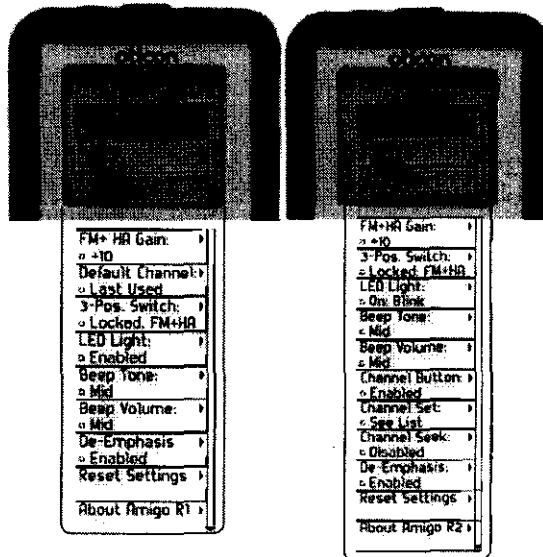 oticon
FM+ HA Gain:
+10
Default Channel:
Last Used
3-Pos. Switch:
Locked. FM+HA
LED Light:
Enabled
Beep Tone:
Mid
Beep Volume:
Mid
De-Emphasis
Enabled
Reset Settings
About Amigo R1
oticon
FM+HA Gain:
+10
3-Pos. Switch:
Locked: FM+HA
LED Light:
On: Blink
Beep Tone:
Mid
Beep Volume:
Mid
Channel Button:
Enabled
Channel Set:
See List
Channel Seek:
Disabled
De-Emphasis:
Enabled
Reset Settings
About Amigo R2